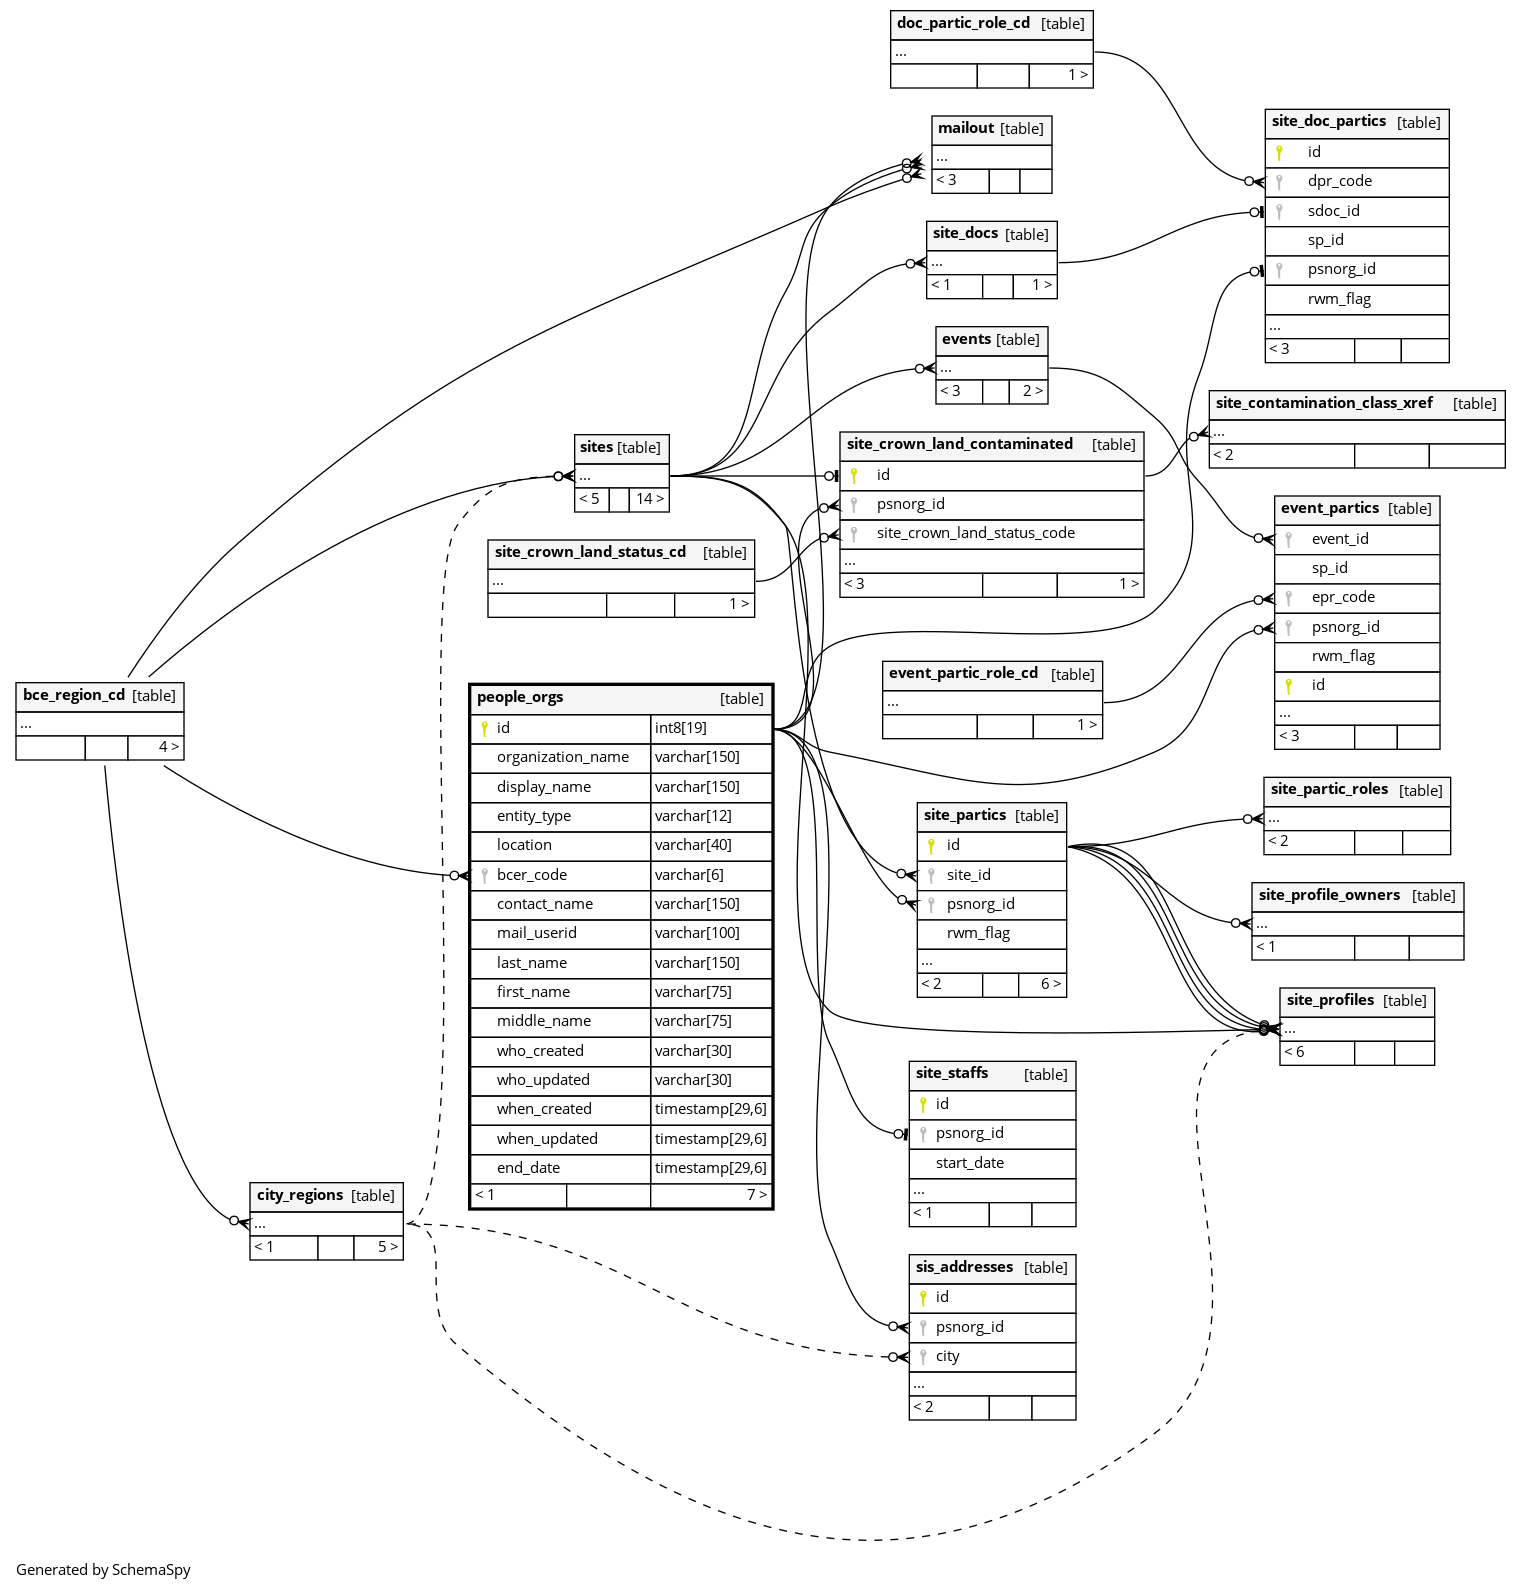 doc_partic_role_cd [table]
...
1 >
mailout [table]
...
< 3
site_doc_partics [table]
id
dpr_code
sdoc_id
sp_id
psnorg_id
rwm_flag
...
< 3
site_docs [table]
...
< 1 1 >
events [table]
...
< 3 2 >
site_contamination_class_xref [table]
...
< 2
sites [table]
...
< 5 14 >
site_crown_land_contaminated [table]
id
psnorg_id
site_crown_land_status_code
...
< 3 1 >
event_partics [table]
event_id
sp_id
epr_code
psnorg_id
rwm_flag
id
...
< 3
site_crown_land_status_cd [table]
...
1 >
event_partic_role_cd [table]
...
1 >
bce_region_cd [table]
...
4 >
people_orgs [table]
id int8[19]
organization_name varchar[150]
display_name varchar[150]
entity_type varchar[12]
location varchar[40]
bcer_code varchar[6]
contact_name varchar[150]
mail_userid varchar[100]
last_name varchar[150]
first_name varchar[75]
middle_name varchar[75]
who_created varchar[30]
who_updated varchar[30]
when_created timestamp[29,6]
when_updated timestamp[29,6]
end_date timestamp[29,6]
< 1 7 >
site_partics [table]
id
site_id
psnorg_id
rwm_flag
...
< 2 6 >
site_partic_roles [table]
...
< 2
site_profile_owners [table]
...
< 1
site_profiles [table]
...
< 6
site_staffs [table]
id
psnorg_id
start_date
...
< 1
city_regions [table]
...
< 1 5 >
sis_addresses [table]
id
psnorg_id
city
...
< 2
Generated by SchemaSpy